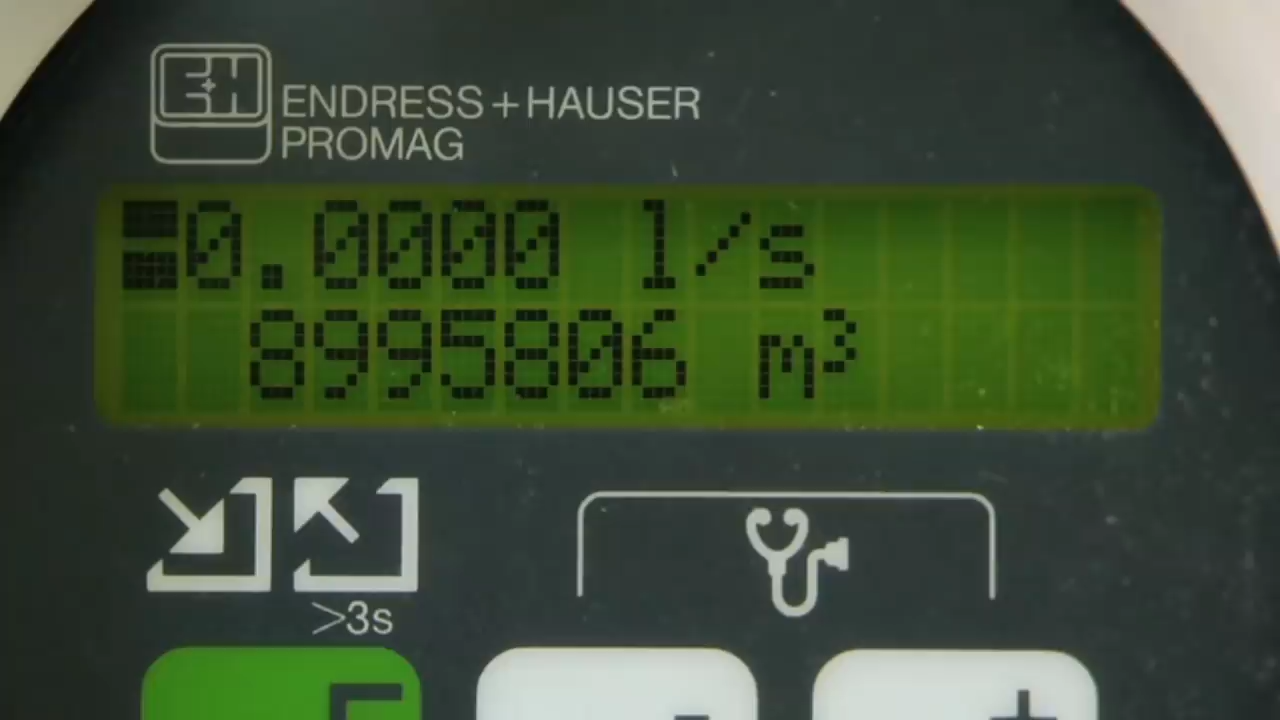 E+H
ENDRESS+HAUSER
PROMAG
0.0000 l/s
8995806 m³
>3s
E
-
+